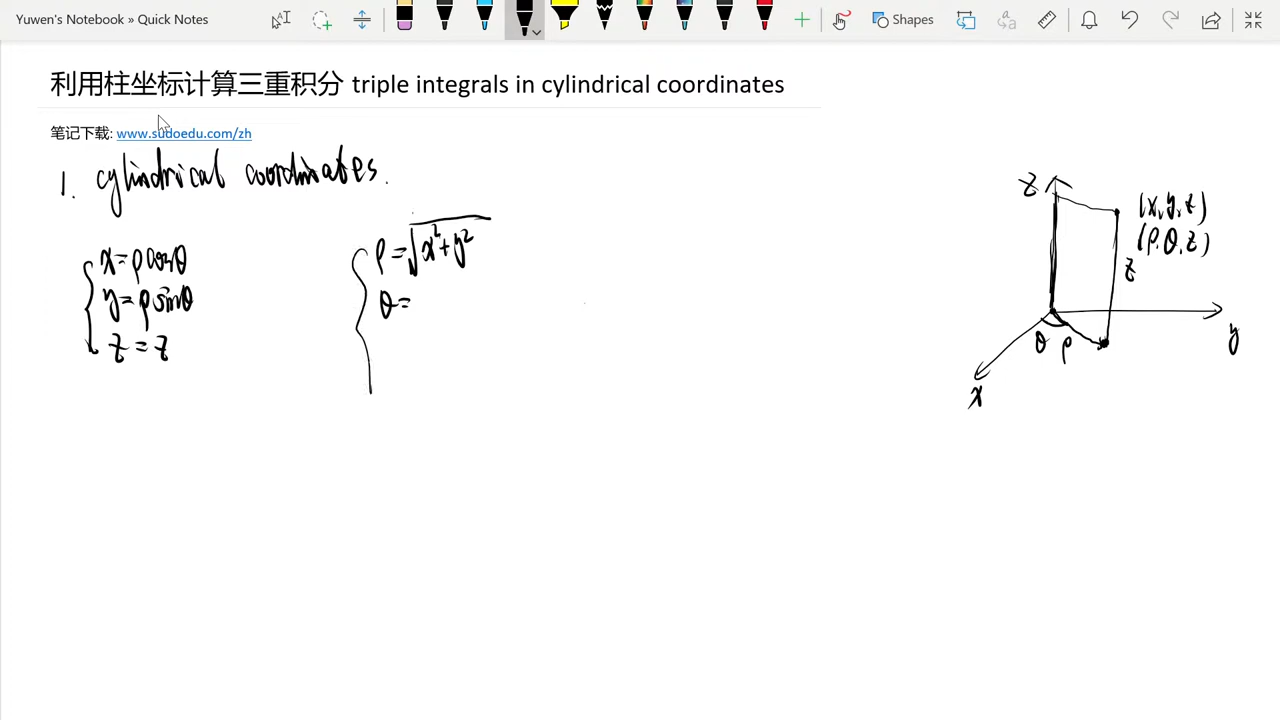 Yuwen's Notebook » Quick Notes
Shapes
利用柱坐标计算三重积分 triple integrals in cylindrical coordinates
笔记下载: www.sudoedu.com/zh
1. cylindrical coordinates.
x=ρcosθ
y=ρsinθ
z=z
ρ=√x²+y²
θ=
z
(x,y,z)
(ρ,θ,z)
z
θ ρ
y
x